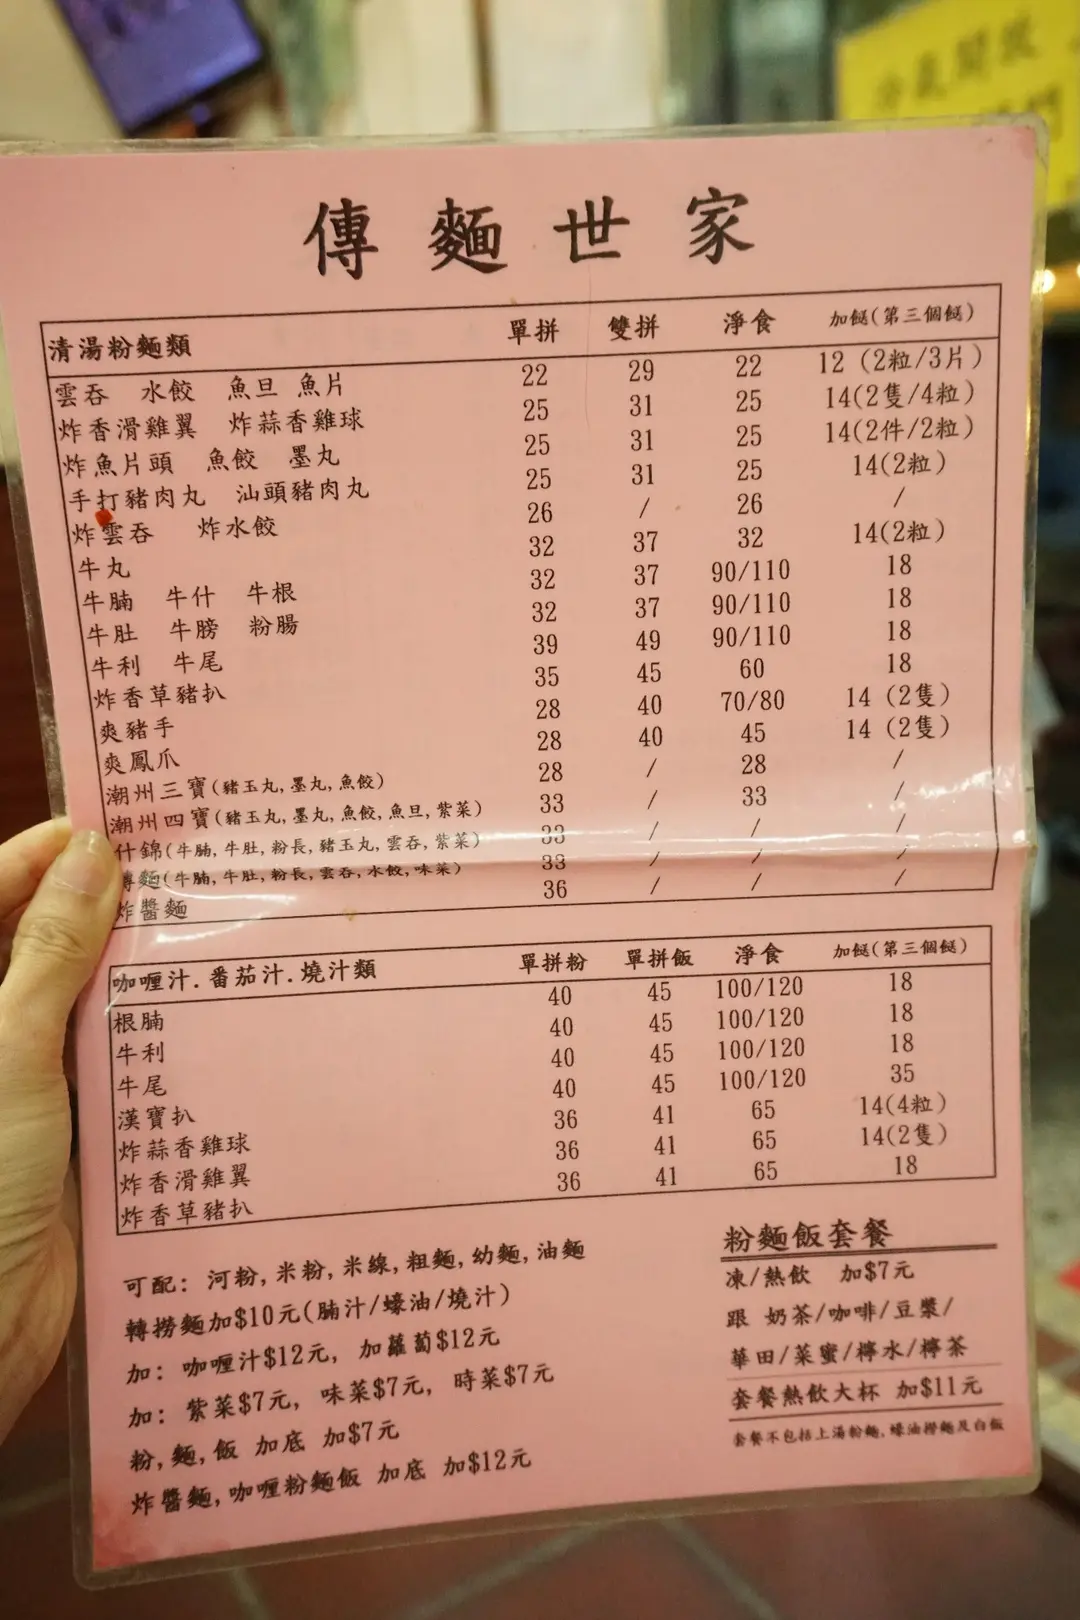 傳麵世家
清湯粉麵類 單拼 雙拼 淨食 加餸(第三個餸)
雲吞 水餃 魚旦 魚片 22 29 22 12 (2粒/3片)
炸香滑雞翼 炸蒜香雞球 25 31 25 14(2隻/4粒)
炸魚片頭 魚餃 墨丸 25 31 25 14(2件/2粒)
手打豬肉丸 汕頭豬肉丸 25 31 25 14(2粒)
炸雲吞 炸水餃 26 / 26 /
牛丸 32 37 32 14(2粒)
牛腩 牛什 牛根 32 37 90/110 18
牛肚 牛膀 粉腸 32 37 90/110 18
牛利 牛尾 39 49 90/110 18
炸香草豬扒 35 45 60 18
爽豬手 28 40 70/80 14 (2隻)
爽鳳爪 28 40 45 14 (2隻)
潮州三寶(豬玉丸,墨丸,魚餃) 28 / 28 /
潮州四寶(豬玉丸,墨丸,魚餃,魚旦,紫菜) 33 / 33 /
什錦(牛腩,牛肚,粉長,豬玉丸,雲吞,紫菜) 33 / / /
傳麵(牛腩,牛肚,粉長,雲吞,水餃,味菜) 33 / / /
炸醬麵 36 / / /
咖喱汁.番茄汁.燒汁類 單拼粉 單拼飯 淨食 加餸(第三個餸)
根腩 40 45 100/120 18
牛利 40 45 100/120 18
牛尾 40 45 100/120 18
漢寶扒 40 45 100/120 35
炸蒜香雞球 36 41 65 14(4粒)
炸香滑雞翼 36 41 65 14(2隻)
炸香草豬扒 36 41 65 18
可配: 河粉,米粉,米線,粗麵,幼麵,油麵
轉撈麵加$10元(腩汁/蠔油/燒汁)
加: 咖喱汁$12元, 加蘿蔔$12元
加: 紫菜$7元, 味菜$7元, 時菜$7元
粉,麵,飯 加底 加$7元
炸醬麵,咖喱粉麵飯 加底 加$12元
粉麵飯套餐
凍/熱飲 加$7元
跟 奶茶/咖啡/豆漿/
華田/菜蜜/檸水/檸茶
套餐熱飲大杯 加$11元
套餐不包括上湯粉麵,蠔油撈麵及白飯